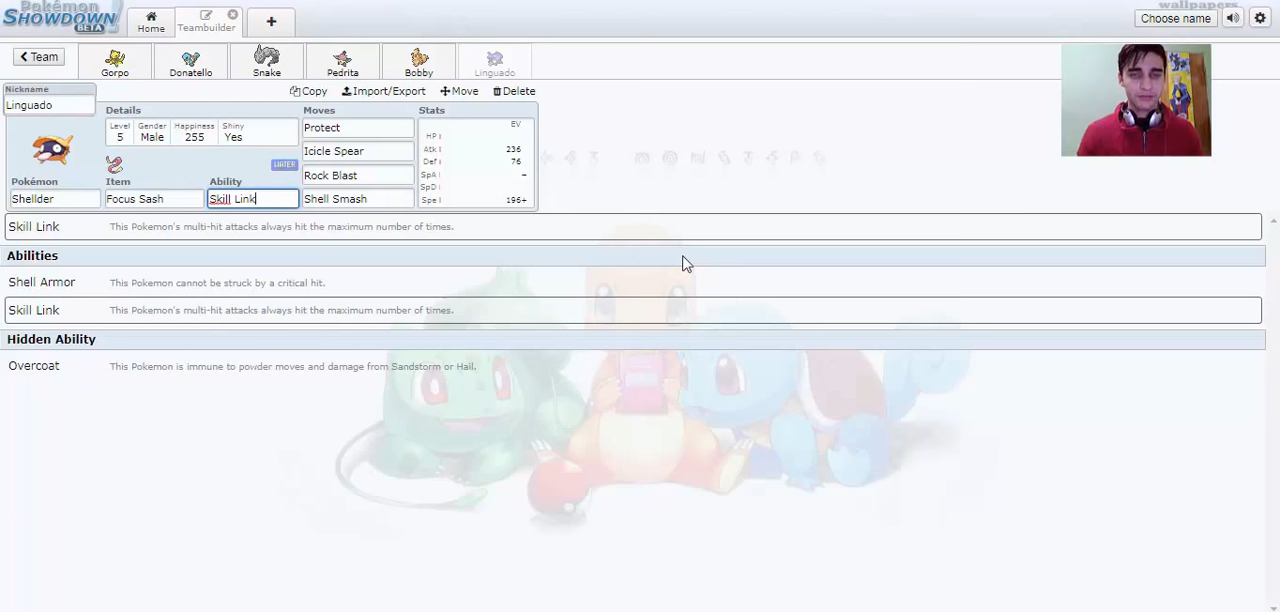 wallpapers
Pokémon
SHOWDOWN
BETA
Home
Teambuilder
+
Choose name
Team
Gorpo
Donatello
Snake
Pedrita
Bobby
Linguado
Nickname
Linguado
Copy Import/Export Move Delete
Details
Moves
Stats
Level Gender Happiness Shiny
5 Male 255 Yes
Protect
Icicle Spear
Rock Blast
Shell Smash
EV
HP
Atk 236
Def 76
SpA -
SpD
Spe 196+
WATER
Pokémon
Item
Ability
Shellder
Focus Sash
Skill Link
Skill Link This Pokemon's multi-hit attacks always hit the maximum number of times.
Abilities
Shell Armor This Pokemon cannot be struck by a critical hit.
Skill Link This Pokemon's multi-hit attacks always hit the maximum number of times.
Hidden Ability
Overcoat This Pokemon is immune to powder moves and damage from Sandstorm or Hail.